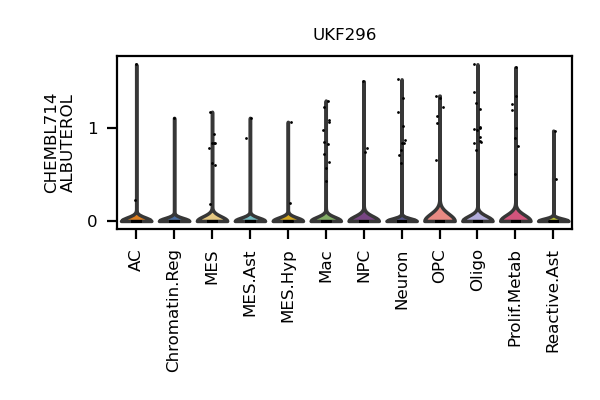 UKF296
CHEMBL714
ALBUTEROL
1
0
AC
Chromatin.Reg
MES
MES.Ast
MES.Hyp
Mac
NPC
Neuron
OPC
Oligo
Prolif.Metab
Reactive.Ast